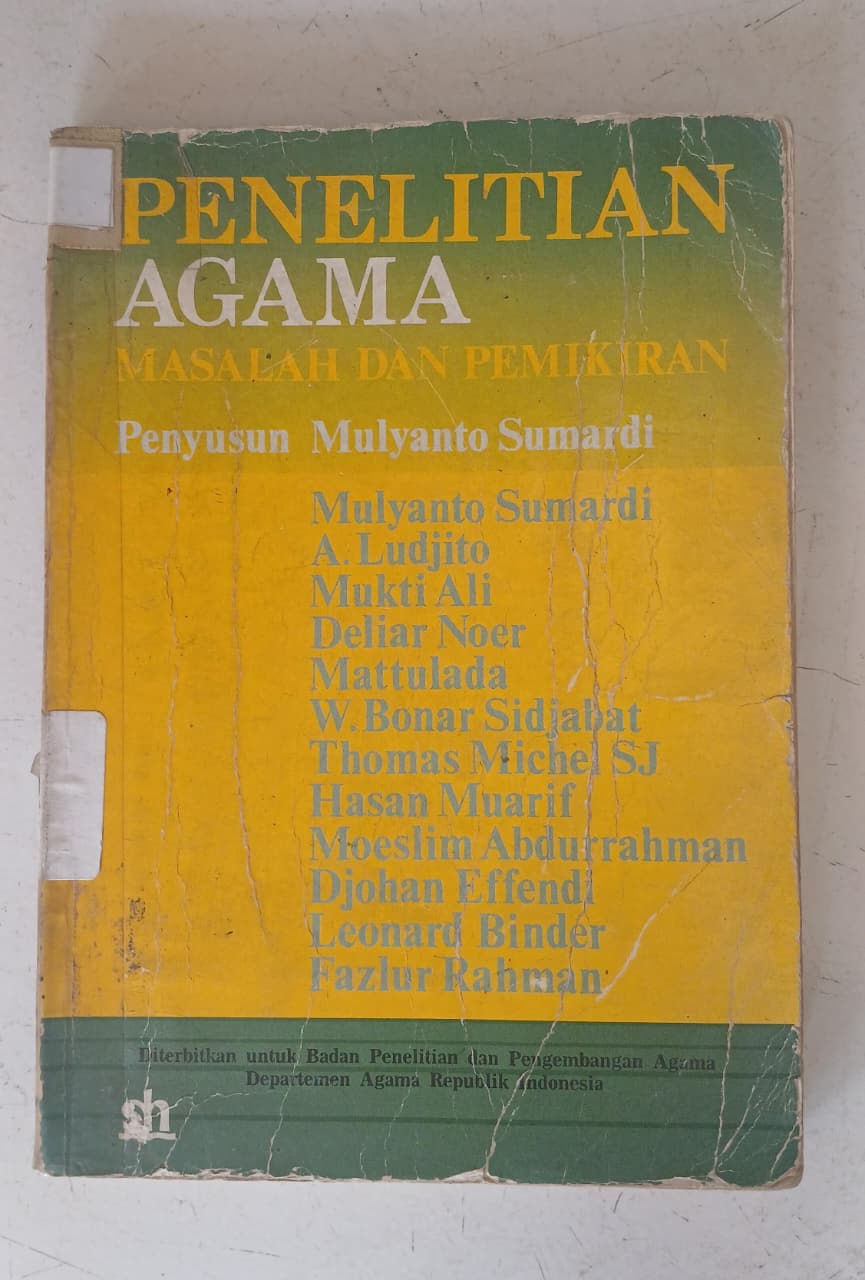 PENELITIAN
AGAMA
MASALAH DAN PEMIKIRAN
Penyusun Mulyanto Sumardi
Mulyanto Sumardi
A. Ludjito
Mukti Ali
Deliar Noer
Mattulada
W. Bonar Sidjabat
Thomas Michel SJ
Hasan Muarif
Moeslim Abdurrahman
Djohan Effendi
Leonard Binder
Fazlur Rahman
Diterbitkan untuk Badan Penelitian dan Pengembangan Agama
Departemen Agama Republik Indonesia
sh